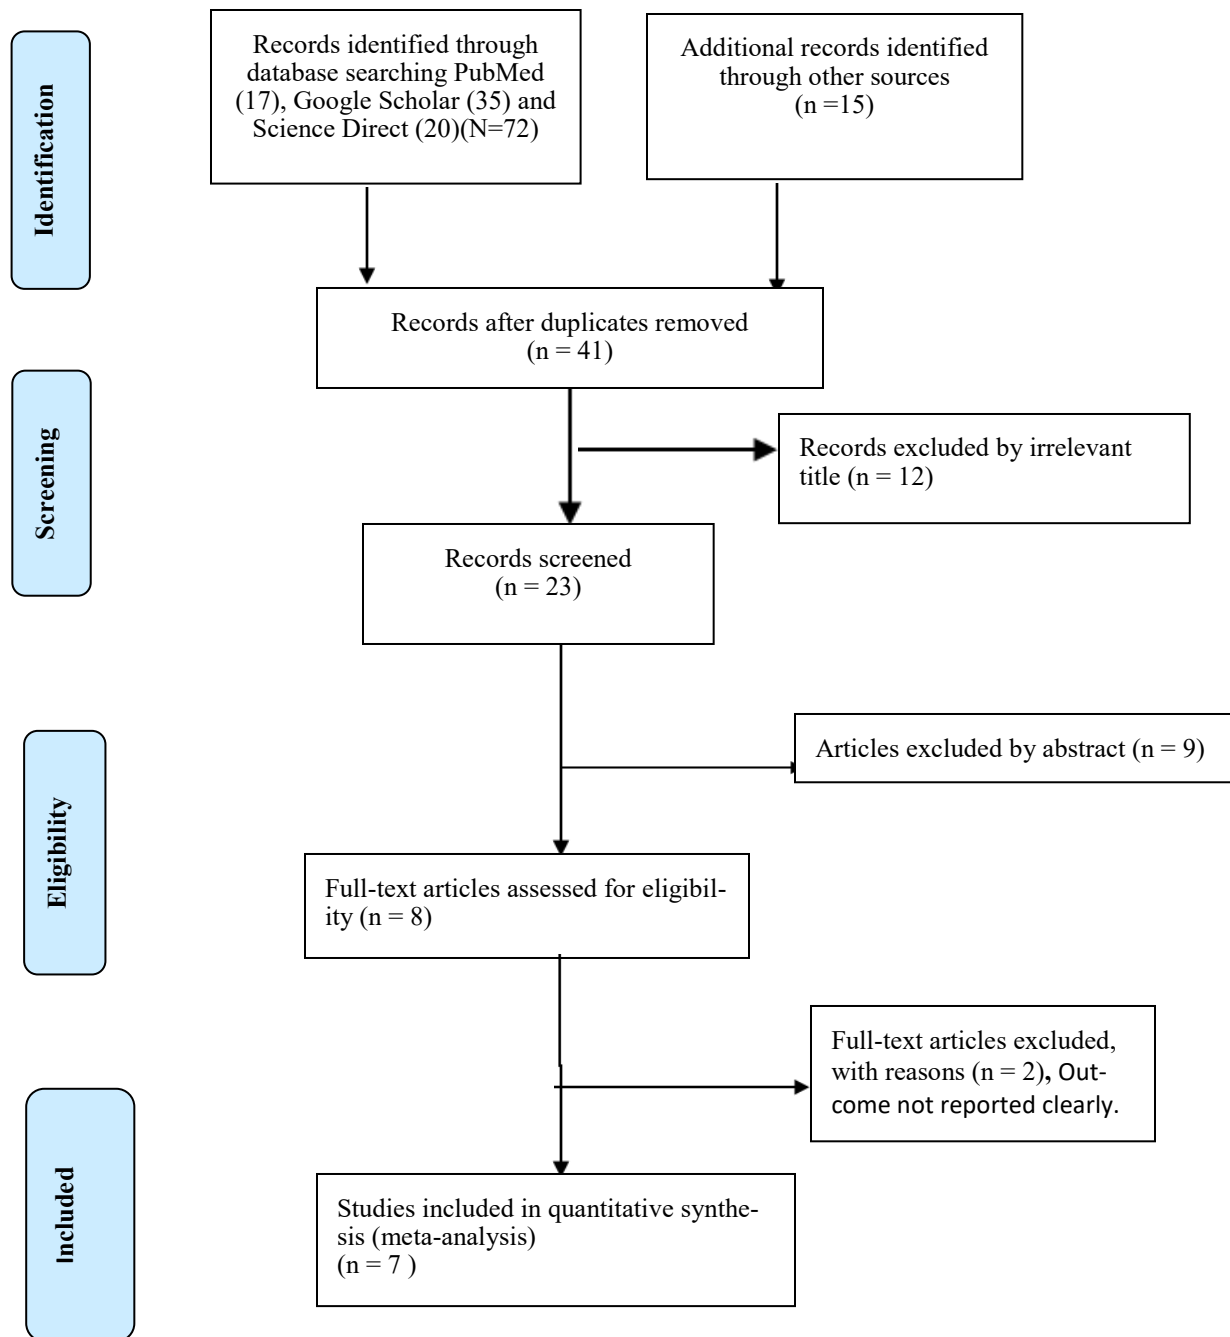 Identification
Records identified through
database searching PubMed
(17), Google Scholar (35) and
Science Direct (20)(N=72)
Additional records identified
through other sources
(n =15)
Records after duplicates removed
(n = 41)
Screening
Records excluded by irrelevant
title (n = 12)
Records screened
(n = 23)
Eligibility
Articles excluded by abstract (n = 9)
Full-text articles assessed for eligibil-
ity (n = 8)
Full-text articles excluded,
with reasons (n = 2), Out-
come not reported clearly.
Included
Studies included in quantitative synthe-
sis (meta-analysis)
(n = 7 )